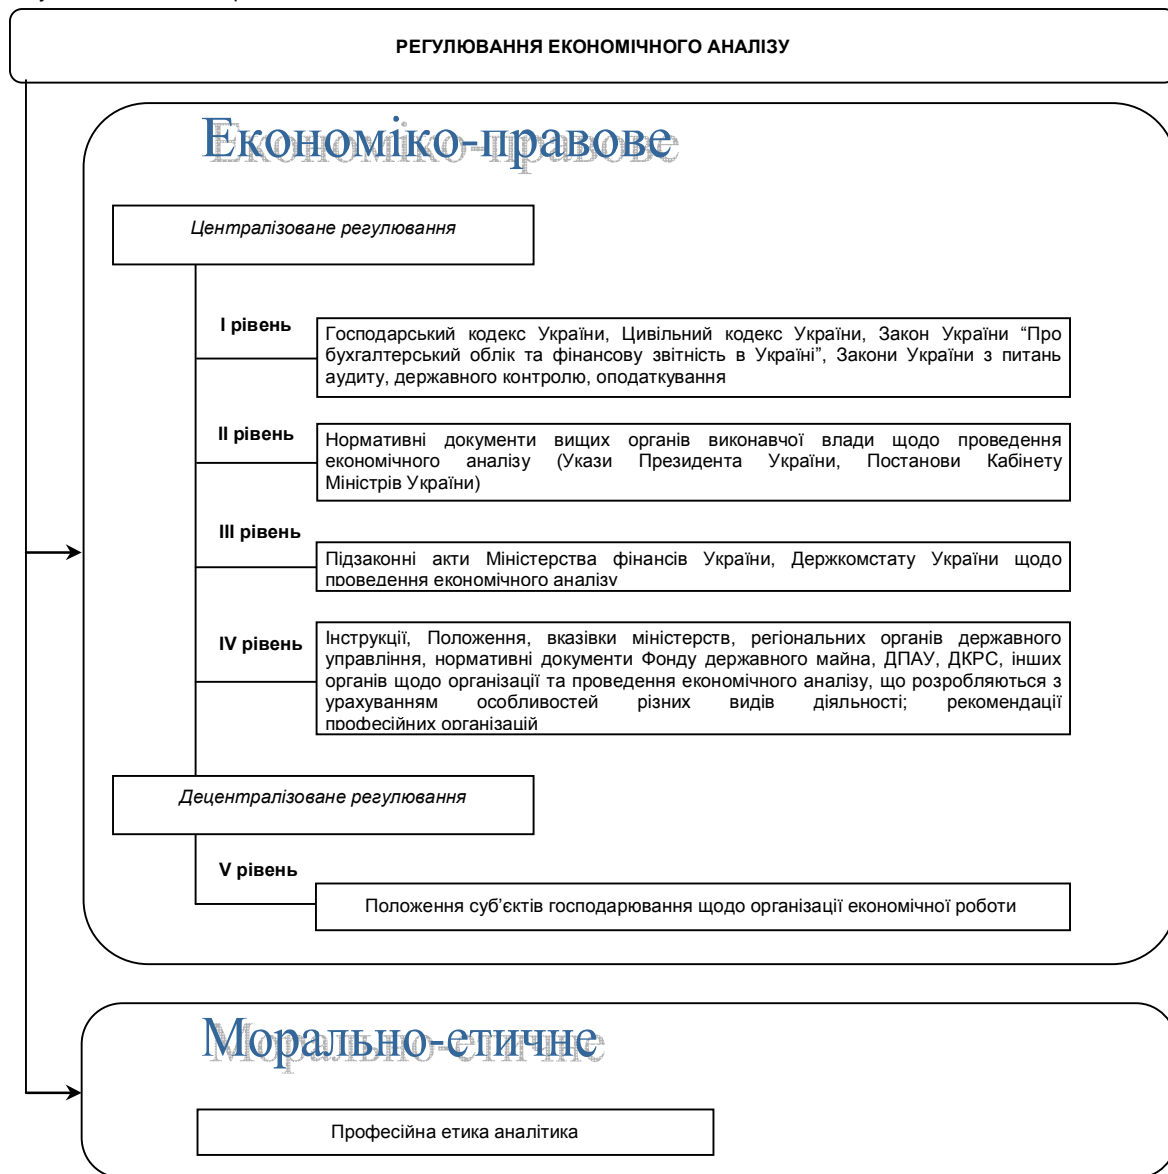 РЕГУЛЮВАННЯ ЕКОНОМІЧНОГО АНАЛІЗУ
Економіко-правове
Централізоване регулювання
І рівень
Господарський кодекс України, Цивільний кодекс України, Закон України “Про
бухгалтерський облік та фінансову звітність в Україні”, Закони України з питань
аудиту, державного контролю, оподаткування
ІІ рівень
Нормативні документи вищих органів виконавчої влади щодо проведення
економічного аналізу (Укази Президента України, Постанови Кабінету
Міністрів України)
ІІІ рівень
Підзаконні акти Міністерства фінансів України, Держкомстату України щодо
проведення економічного аналізу
IV рівень
Інструкції, Положення, вказівки міністерств, регіональних органів державного
управління, нормативні документи Фонду державного майна, ДПАУ, ДКРС, інших
органів щодо організації та проведення економічного аналізу, що розробляються з
урахуванням особливостей різних видів діяльності; рекомендації
професійних організацій
Децентралізоване регулювання
V рівень
Положення суб’єктів господарювання щодо організації економічної роботи
Морально-етичне
Професійна етика аналітика